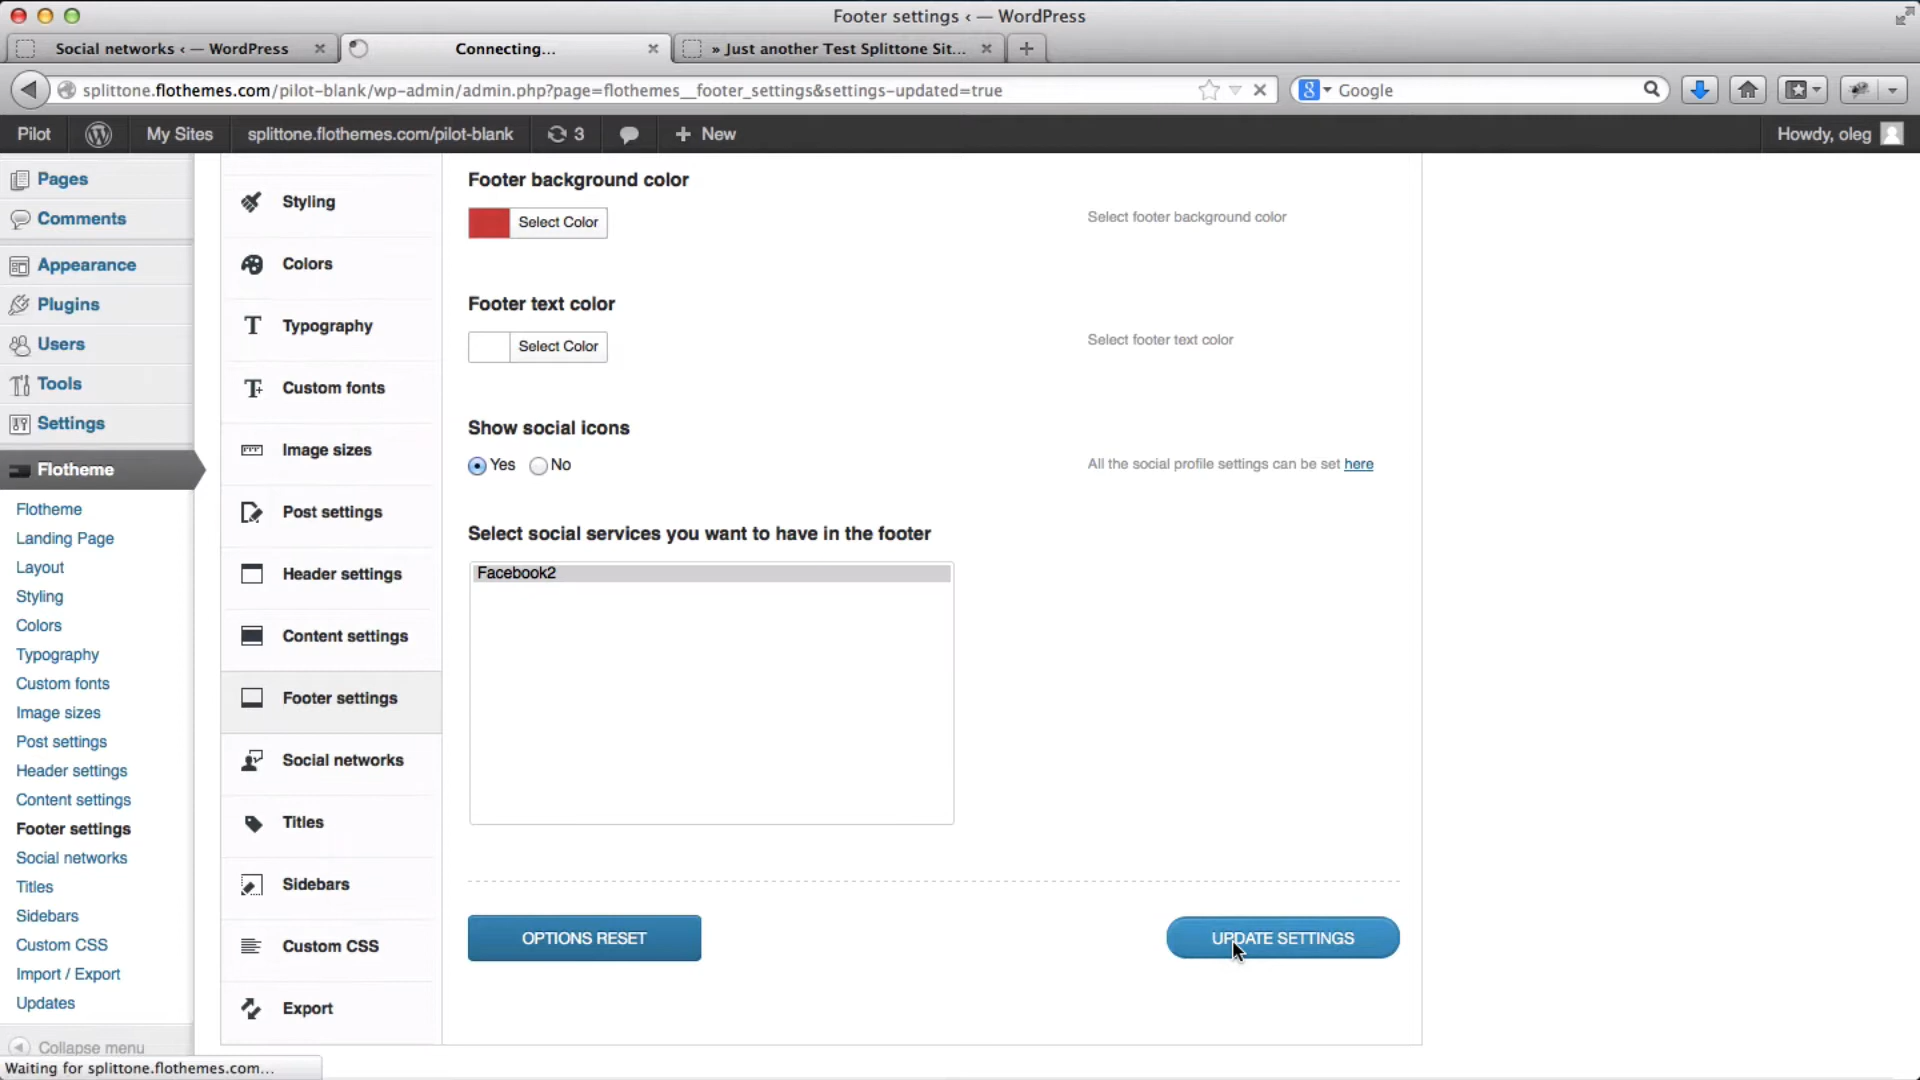 Footer settings ‹ — WordPress
Social networks ‹ — WordPress
Connecting...
» Just another Test Splittone Sit...
splittone.flothemes.com/pilot-blank/wp-admin/admin.php?page=flothemes__footer_settings&settings-updated=true
Google
Pilot
My Sites
splittone.flothemes.com/pilot-blank
3
+ New
Howdy, oleg
Pages
Comments
Appearance
Plugins
Users
Tools
Settings
Flotheme
Flotheme
Landing Page
Layout
Styling
Colors
Typography
Custom fonts
Image sizes
Post settings
Header settings
Content settings
Footer settings
Social networks
Titles
Sidebars
Custom CSS
Import / Export
Updates
Collapse menu
Waiting for splittone.flothemes.com...
Styling
Colors
Typography
Custom fonts
Image sizes
Post settings
Header settings
Content settings
Footer settings
Social networks
Titles
Sidebars
Custom CSS
Export
Footer background color
Select Color
Select footer background color
Footer text color
Select Color
Select footer text color
Show social icons
Yes No
All the social profile settings can be set here
Select social services you want to have in the footer
Facebook2
OPTIONS RESET
UPDATE SETTINGS